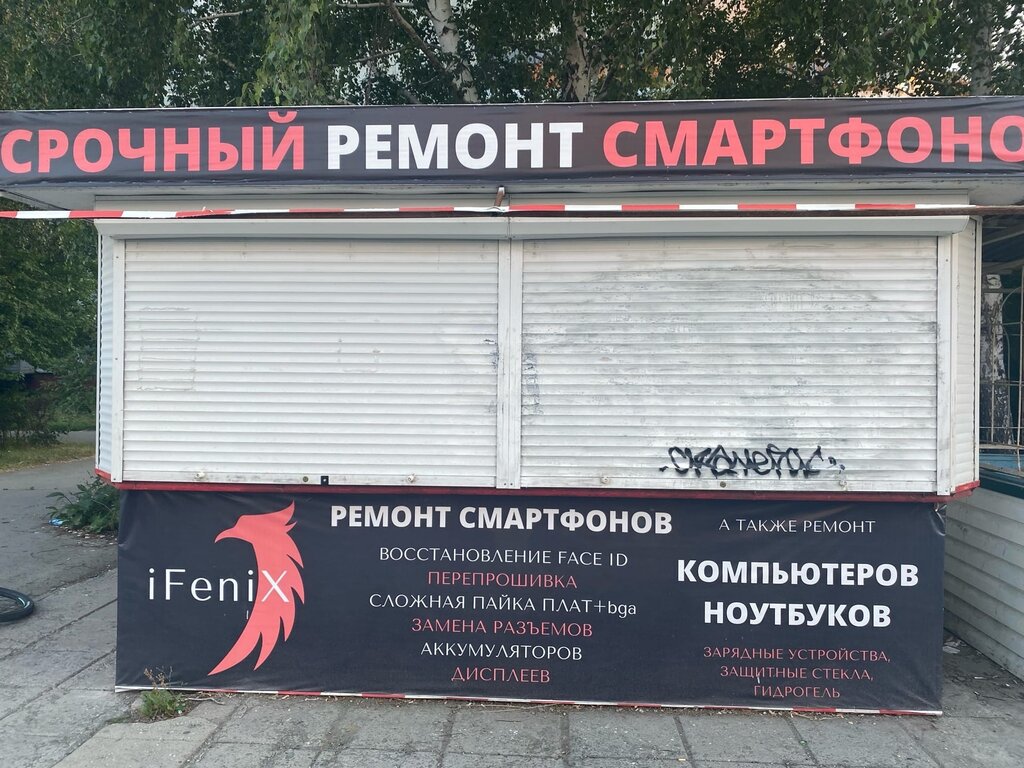 СРОЧНЫЙ РЕМОНТ СМАРТФОНО
iFeniX
РЕМОНТ СМАРТФОНОВ
ВОССТАНОВЛЕНИЕ FACE ID
ПЕРЕПРОШИВКА
СЛОЖНАЯ ПАЙКА ПЛАТ+bga
ЗАМЕНА РАЗЪЕМОВ
АККУМУЛЯТОРОВ
ДИСПЛЕЕВ
А ТАКЖЕ РЕМОНТ
КОМПЬЮТЕРОВ
НОУТБУКОВ
ЗАРЯДНЫЕ УСТРОЙСТВА,
ЗАЩИТНЫЕ СТЕКЛА,
ГИДРОГЕЛЬ